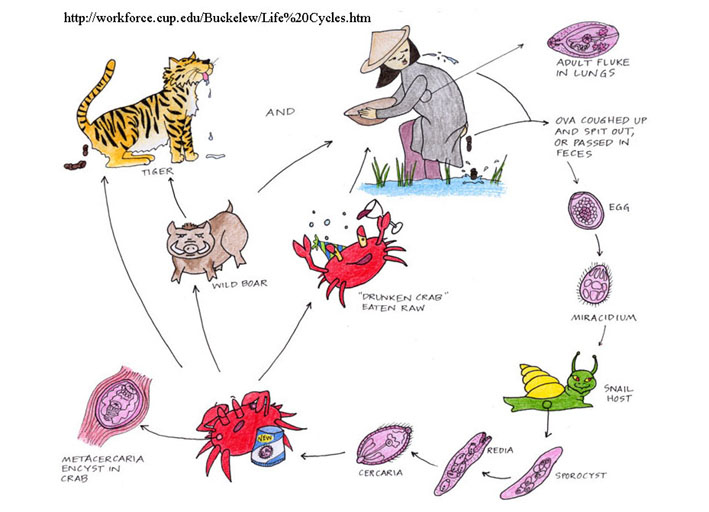 http://workforce.cup.edu/Buckelew/Life%20Cycles.htm
ADULT FLUKE
IN LUNGS
AND
OVA COUGHED UP
AND SPIT OUT,
OR PASSED IN
FECES
TIGER
EGG
WILD BOAR
"DRUNKEN CRAB"
EATEN RAW
MIRACIDIUM
SNAIL
HOST
NEW
METACERCARIA
ENCYST IN
CRAB
CERCARIA
REDIA
SPOROCYST